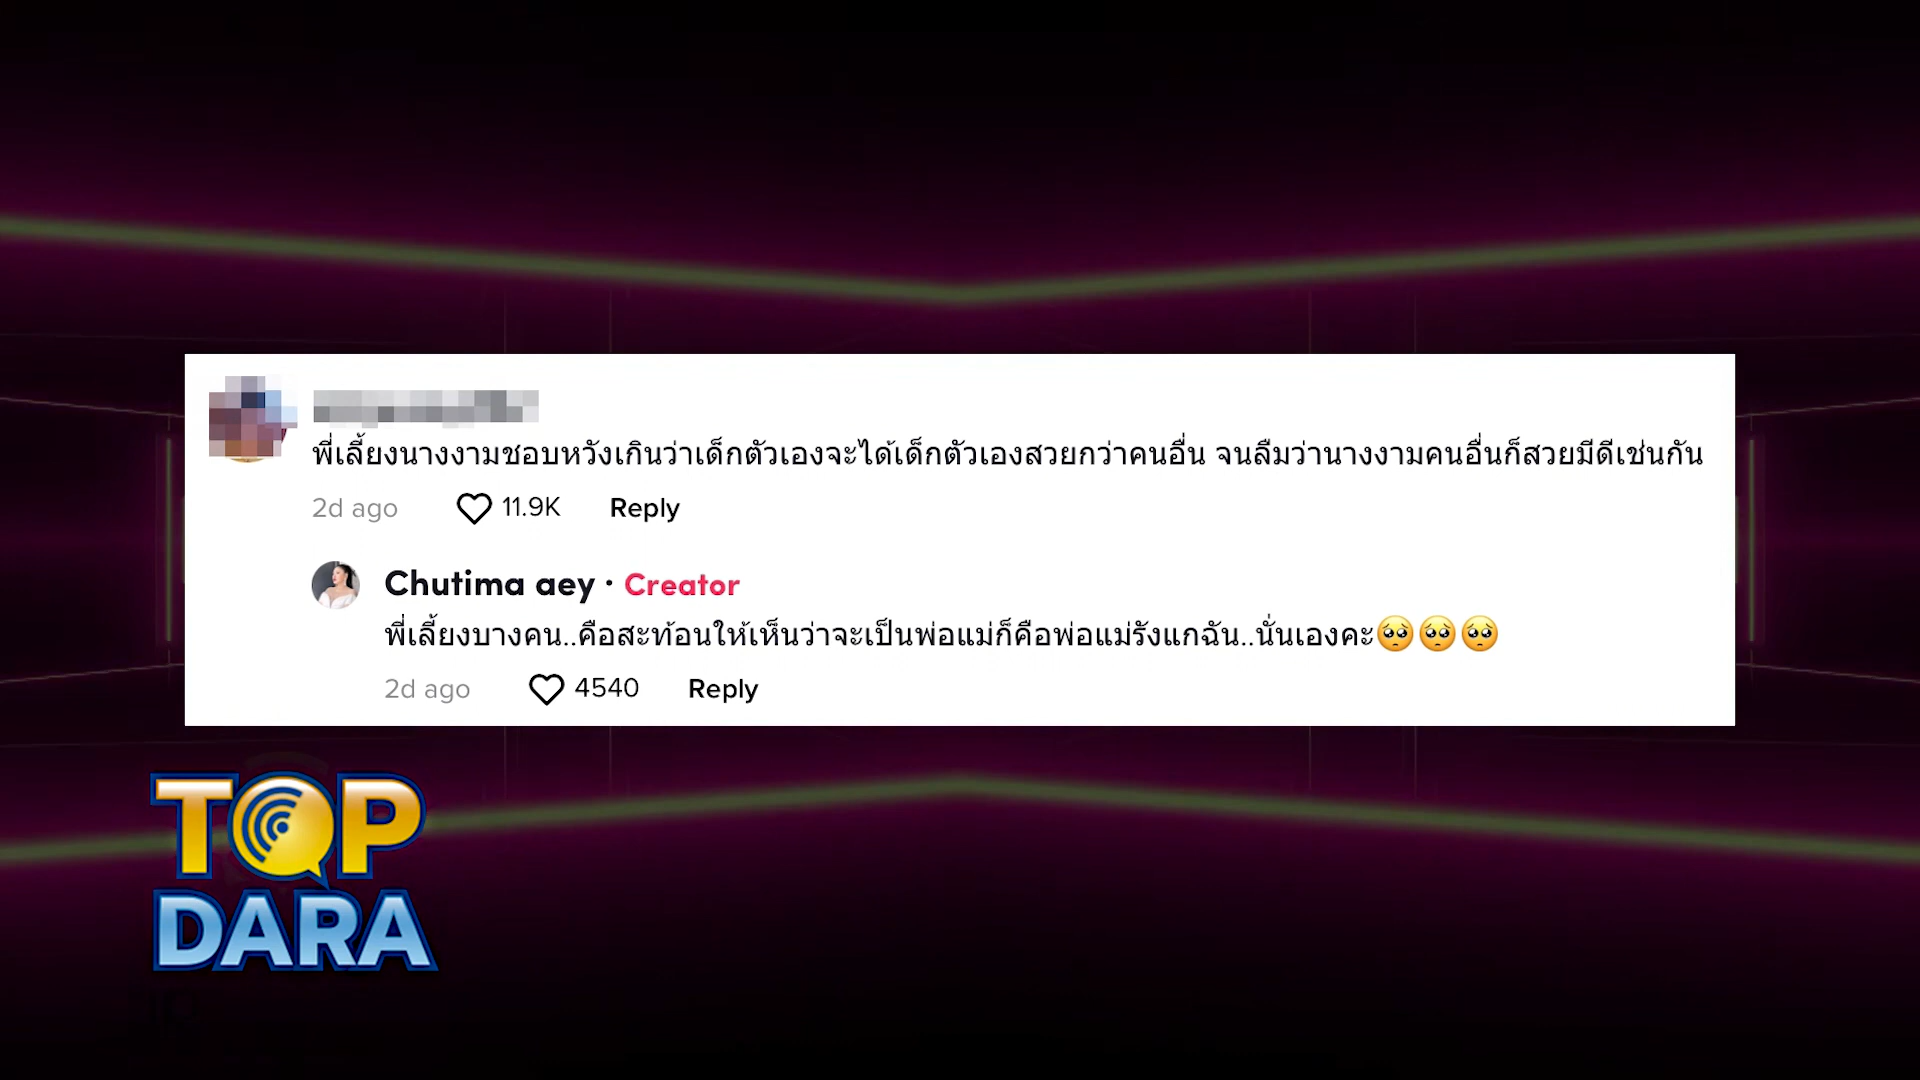 พี่เลี้ยงนางงามชอบหวังเกินว่าเด็กตัวเองจะได้เด็กตัวเองสวยกว่าคนอื่น จนลืมว่านางงามคนอื่นก็สวยมีดีเช่นกัน
2d ago 11.9K Reply
Chutima aey · Creator
พี่เลี้ยงบางคน..คือสะท้อนให้เห็นว่าจะเป็นพ่อแม่ก็คือพ่อแม่รังแกฉัน..นั่นเองคะ🥺🥺🥺
2d ago 4540 Reply
TOP
DARA